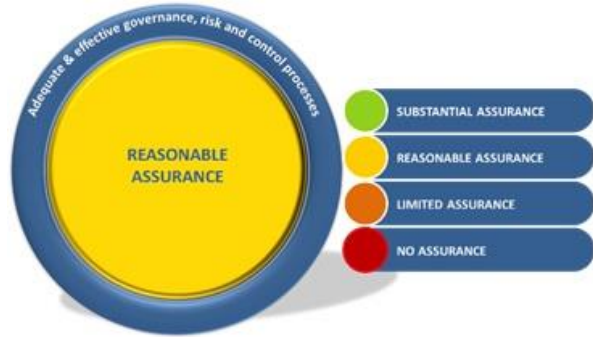 Adequate & effective governance, risk and control processes
REASONABLE
ASSURANCE
SUBSTANTIAL ASSURANCE
REASONABLE ASSURANCE
LIMITED ASSURANCE
NO ASSURANCE